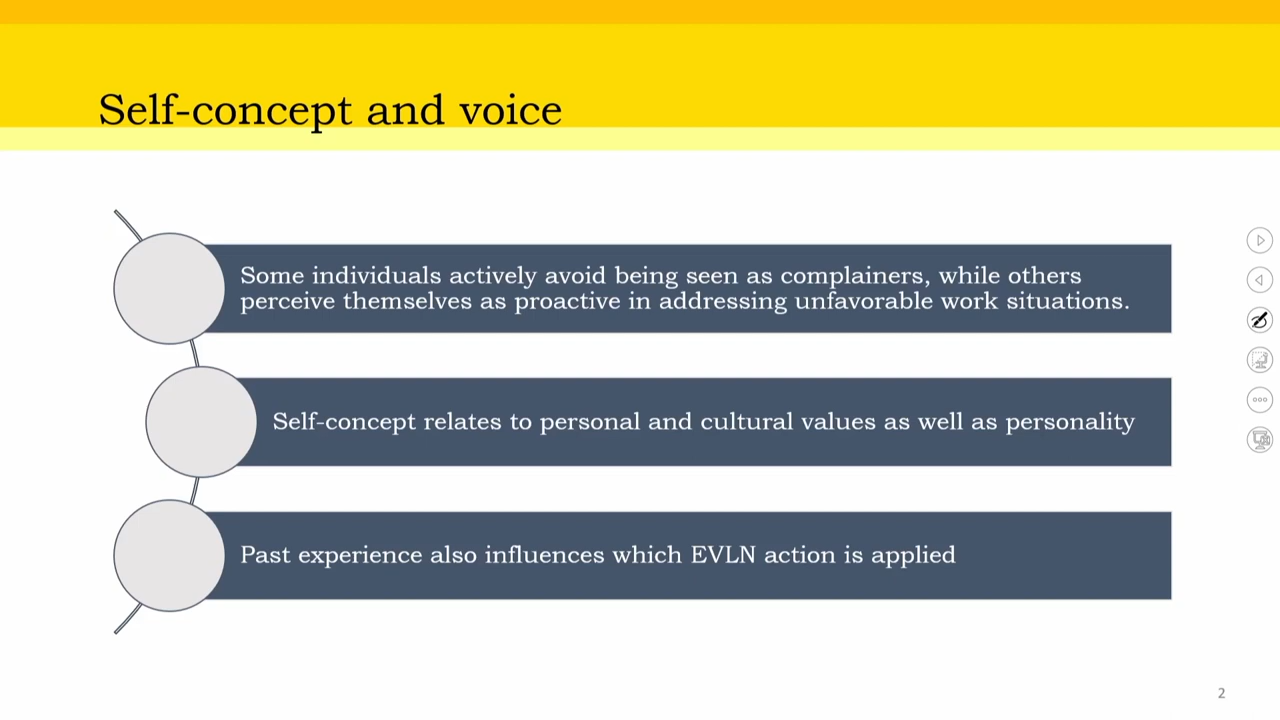 Self-concept and voice
Some individuals actively avoid being seen as complainers, while others
perceive themselves as proactive in addressing unfavorable work situations.
Self-concept relates to personal and cultural values as well as personality
Past experience also influences which EVLN action is applied
2